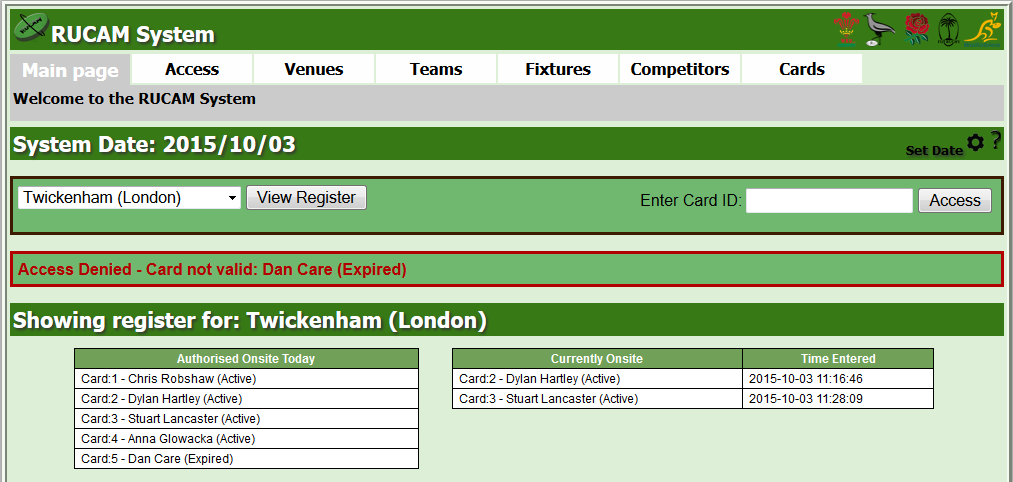 RUCAM System
Main page Access Venues Teams Fixtures Competitors Cards
Welcome to the RUCAM System
System Date: 2015/10/03 Set Date ?
Twickenham (London) View Register Enter Card ID: Access
Access Denied - Card not valid: Dan Care (Expired)
Showing register for: Twickenham (London)
Authorised Onsite Today
Card:1 - Chris Robshaw (Active)
Card:2 - Dylan Hartley (Active)
Card:3 - Stuart Lancaster (Active)
Card:4 - Anna Glowacka (Active)
Card:5 - Dan Care (Expired)
Currently Onsite Time Entered
Card:2 - Dylan Hartley (Active) 2015-10-03 11:16:46
Card:3 - Stuart Lancaster (Active) 2015-10-03 11:28:09